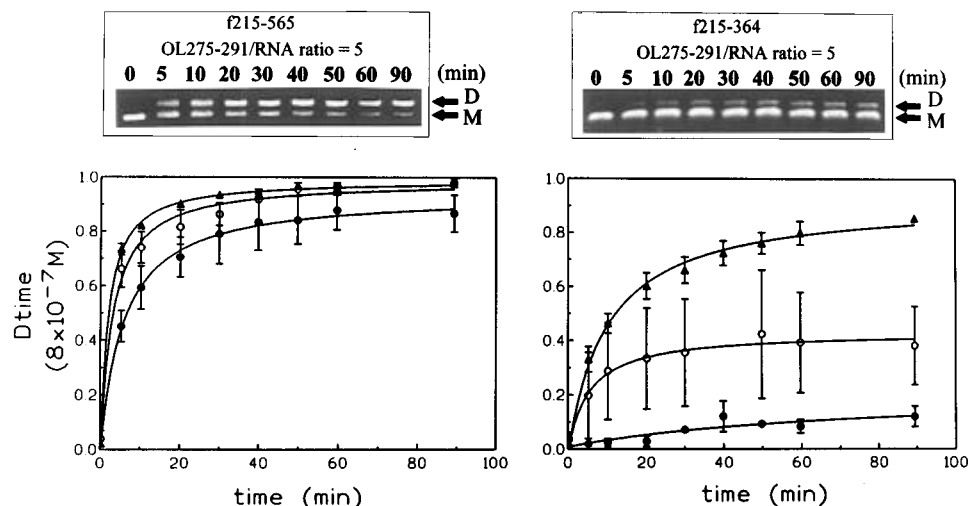 f215-565
OL275-291/RNA ratio = 5
0 5 10 20 30 40 50 60 90 (min)
D
M
f215-364
OL275-291/RNA ratio = 5
0 5 10 20 30 40 50 60 90 (min)
D
M
Dtime
(8×10⁻⁷M)
1.0
0.8
0.6
0.4
0.2
0.0
0 20 40 60 80 100
time (min)
1.0
0.8
0.6
0.4
0.2
0.0
0 20 40 60 80 100
time (min)